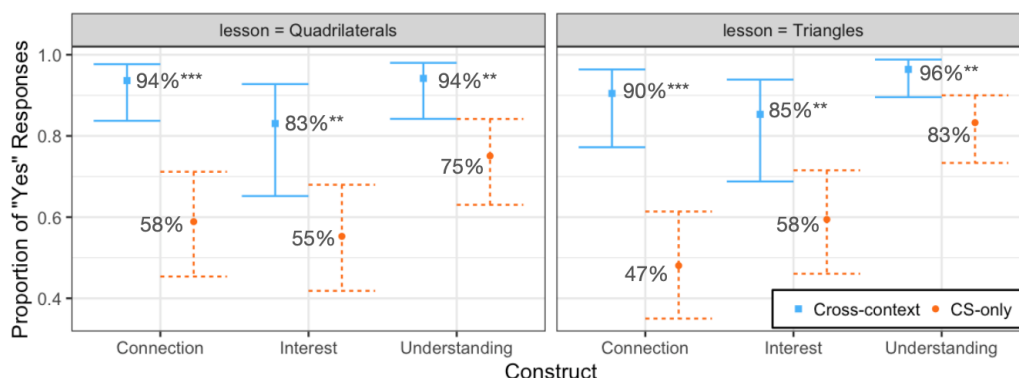 lesson = Quadrilaterals
lesson = Triangles
Proportion of "Yes" Responses
1.0
0.8
0.6
0.4
94%***
83%**
94%**
58%
55%
75%
90%***
85%**
96%**
47%
58%
83%
Cross-context
CS-only
Connection
Interest
Understanding
Connection
Interest
Understanding
Construct